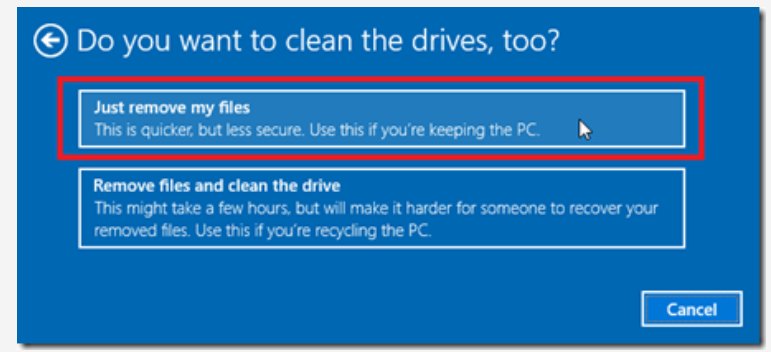 Do you want to clean the drives, too?
Just remove my files
This is quicker, but less secure. Use this if you're keeping the PC.
Remove files and clean the drive
This might take a few hours, but will make it harder for someone to recover your
removed files. Use this if you're recycling the PC.
Cancel